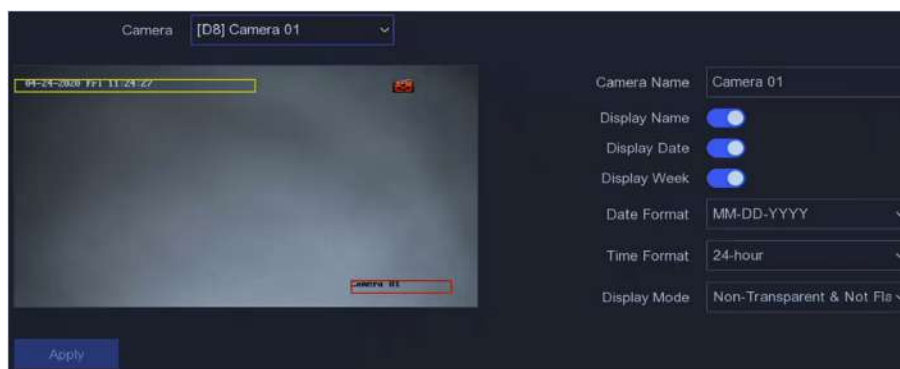 Camera [D8] Camera 01
04-24-2020 Fri 11:24:27
Camera Name Camera 01
Display Name
Display Date
Display Week
Date Format MM-DD-YYYY
Time Format 24-hour
Camera 01
Display Mode Non-Transparent & Not Fla
Apply